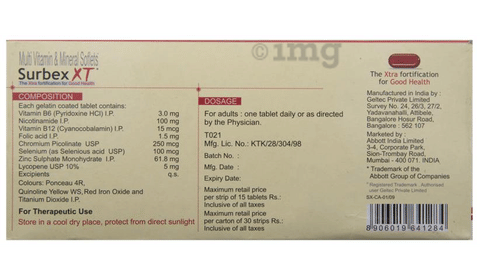 Multi Vitamin & Mineral Softlets
Surbex XT
The Xtra fortification for Good Health
COMPOSITION
Each gelatin coated tablet contains:
Vitamin B6 (Pyridoxine HCl) I.P. 3.0 mg
Nicotinamide I.P. 100 mg
Vitamin B12 (Cyanocobalamin) I.P. 15 mcg
Folic acid I.P. 1.5 mg
Chromium Picolinate USP 250 mcg
Selenium (as Selenious acid USP) 100 mcg
Zinc Sulphate Monohydrate I.P. 61.8 mg
Lycopene USP 10% 5 mg
Excipients q.s.
Colours: Ponceau 4R,
Quinoline Yellow WS, Red Iron Oxide and
Titanium Dioxide I.P.
For Therapeutic Use
Store in a cool dry place, protect from direct sunlight
img
DOSAGE
For adults : one tablet daily or as directed
by the Physician.
T021
Mfg. Lic. No.: KTK/28/304/98
Batch No :
Mfg. Date :
Expiry Date:
Maximum retail price
per strip of 15 tablets Rs.:
Inclusive of all taxes
Maximum retail price
per carton of 30 strips Rs.:
Inclusive of all taxes
The Xtra fortification
for Good Health
Manufactured in India by :
Geltec Private Limited
Survey No. 24, 26/3, 27/2,
Yadavanahalli, Attibele,
Bangalore Hosur Road,
Bangalore : 562 107
Marketed by :
Abbott India Limited
3-4, Corporate Park,
Sion-Trombay Road,
Mumbai - 400 071. INDIA.
* Trademark of the
Abbott Group of Companies
* Registered Trademark . Authorised
user Geltec Private Limited
SX-CA-01/09
8906019641284